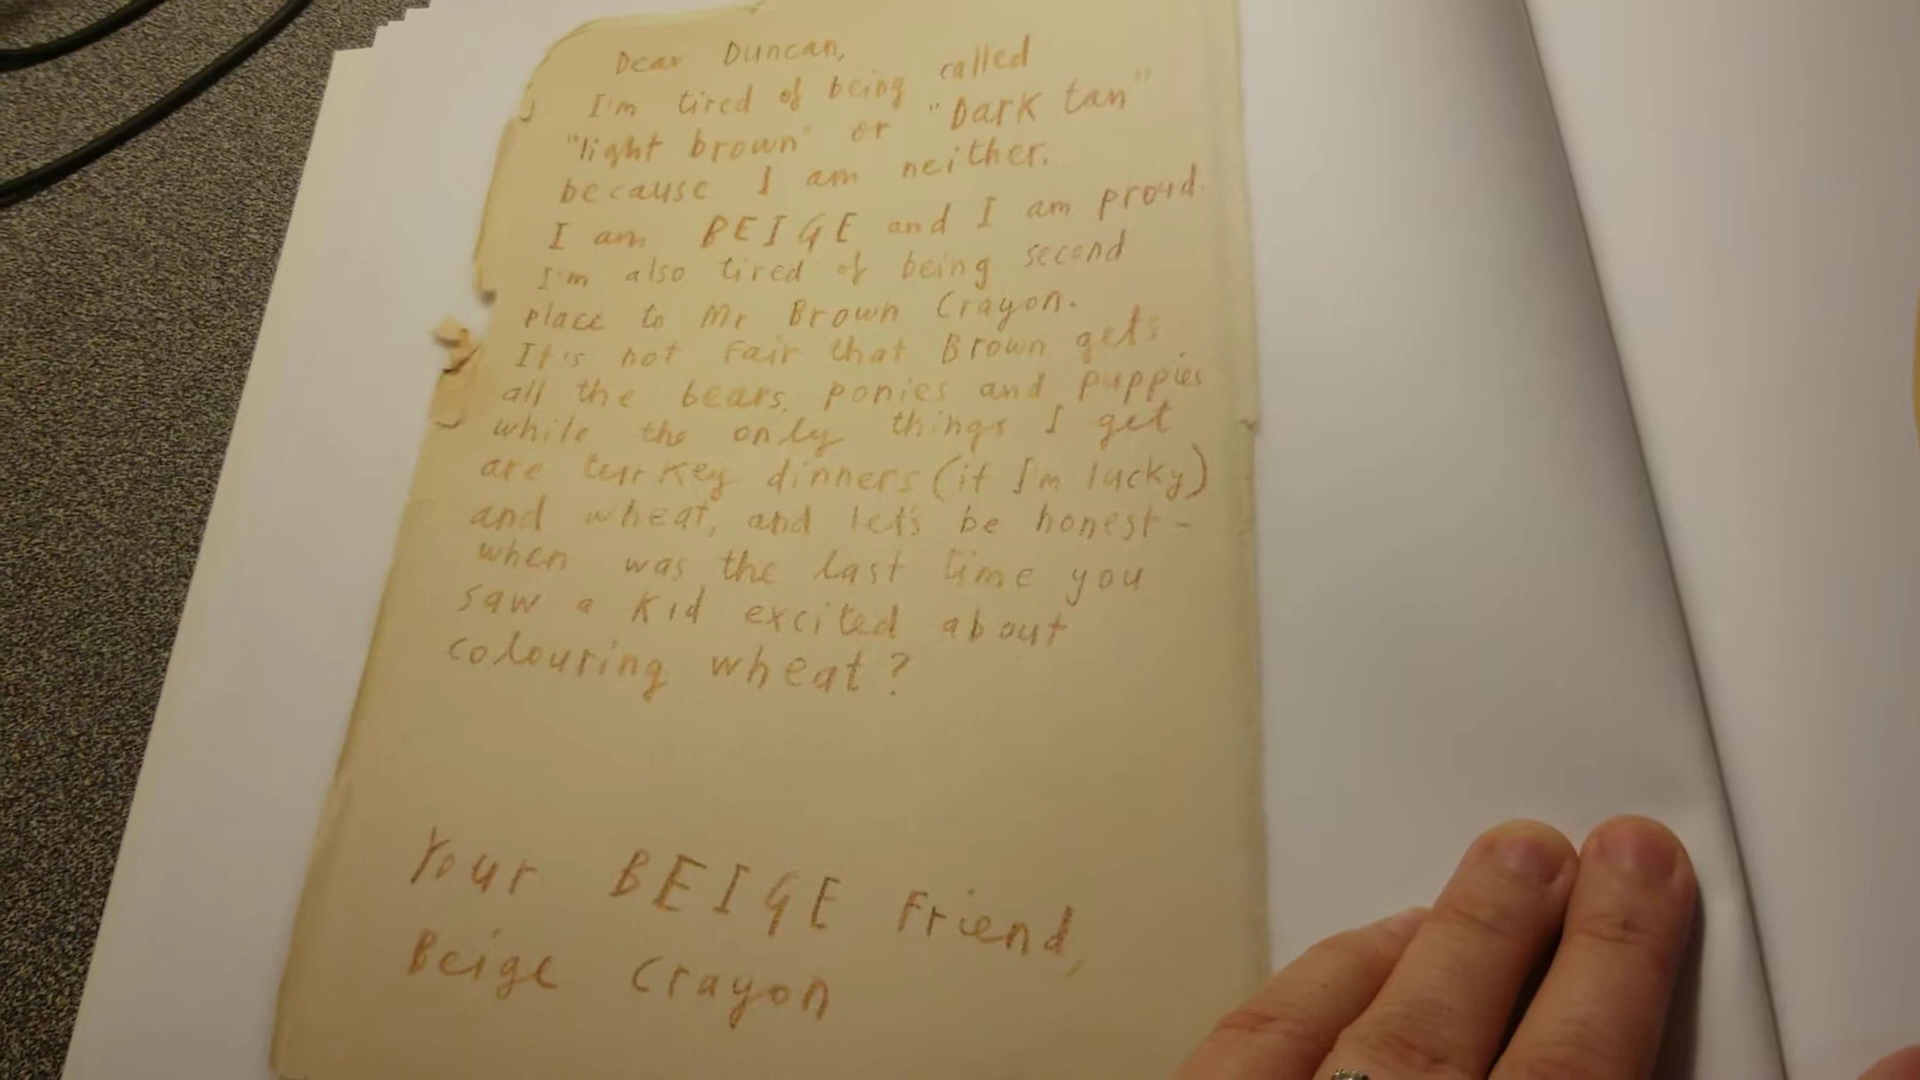 Dear Duncan,
I'm tired of being called
"light brown" or "Dark tan"
because I am neither.
I am BEIGE and I am proud.
I'm also tired of being second
place to Mr Brown Crayon.
It's not fair that Brown gets
all the bears, ponies and puppies
while the only things I get
are turkey dinners (if I'm lucky)
and wheat, and let's be honest -
when was the last time you
saw a kid excited about
colouring wheat?
Your BEIGE friend,
Beige Crayon